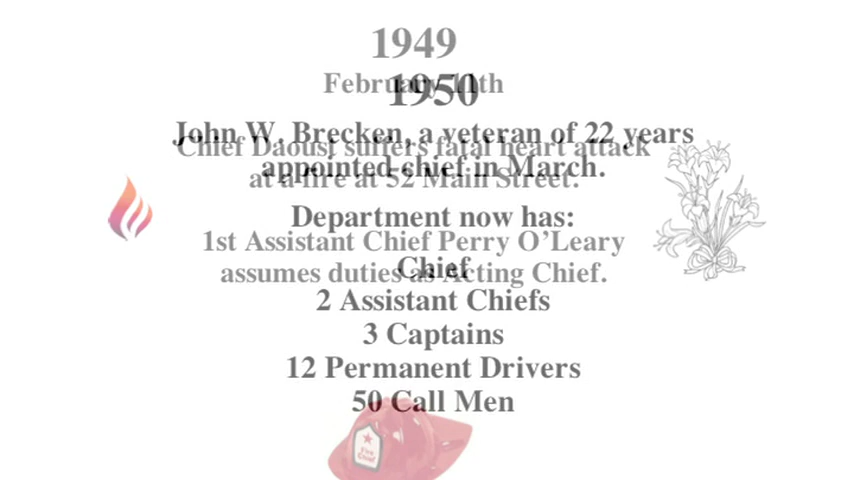 1949
February 11th
Chief Daoust suffers fatal heart attack
at a fire at 52 Main Street.
1st Assistant Chief Perry O’Leary
assumes duties as Acting Chief.
1950
John W. Brecken, a veteran of 22 years
appointed chief in March.
Department now has:
Chief
2 Assistant Chiefs
3 Captains
12 Permanent Drivers
50 Call Men
Fire
Chief